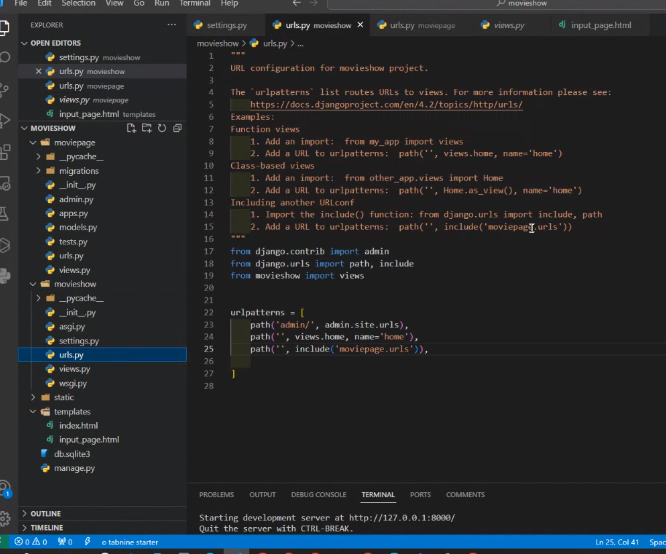 File Edit Selection View Go Run Terminal Help movieshow
EXPLORER
OPEN EDITORS
settings.py movieshow
urls.py movieshow
urls.py moviepage
views.py moviepage
input_page.html templates
MOVIESHOW
moviepage
__pycache__
migrations
__init__.py
admin.py
apps.py
models.py
tests.py
urls.py
views.py
movieshow
__pycache__
__init__.py
asgi.py
settings.py
urls.py
views.py
wsgi.py
static
templates
index.html
input_page.html
db.sqlite3
manage.py
OUTLINE
TIMELINE
settings.py urls.py movieshow urls.py moviepage views.py input_page.html
movieshow > urls.py > ...
1 """
2 URL configuration for movieshow project.
3
4 The `urlpatterns` list routes URLs to views. For more information please see:
5 https://docs.djangoproject.com/en/4.2/topics/http/urls/
6 Examples:
7 Function views
8 1. Add an import:  from my_app import views
9 2. Add a URL to urlpatterns:  path('', views.home, name='home')
10 Class-based views
11 1. Add an import:  from other_app.views import Home
12 2. Add a URL to urlpatterns:  path('', Home.as_view(), name='home')
13 Including another URLconf
14 1. Import the include() function: from django.urls import include, path
15 2. Add a URL to urlpatterns:  path('', include('moviepage.urls'))
16 """
17 from django.contrib import admin
18 from django.urls import path, include
19 from movieshow import views
20
21
22 urlpatterns = [
23 path('admin/', admin.site.urls),
24 path('', views.home, name='home'),
25 path('', include('moviepage.urls')),
26
27 ]
28
PROBLEMS OUTPUT DEBUG CONSOLE TERMINAL PORTS COMMENTS
Starting development server at http://127.0.0.1:8000/
Quit the server with CTRL-BREAK.
1
0 0 0 tabnine starter Ln 25, Col 41